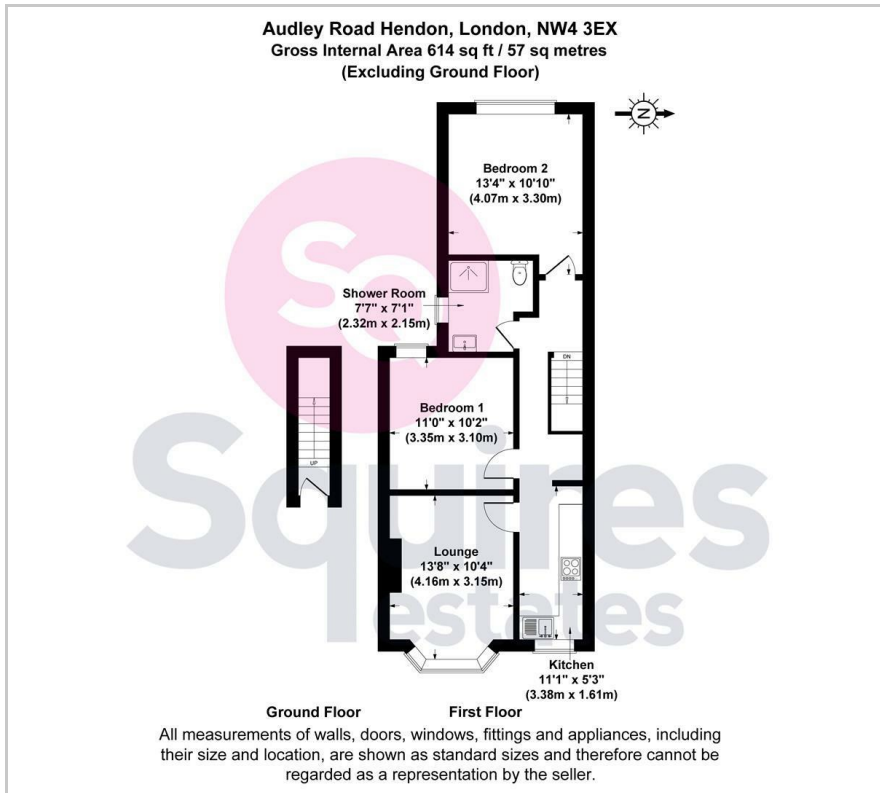 Audley Road Hendon, London, NW4 3EX
Gross Internal Area 614 sq ft / 57 sq metres
(Excluding Ground Floor)
N
Bedroom 2
13'4" x 10'10"
(4.07m x 3.30m)
SQ
Shower Room
7'7" x 7'1"
(2.32m x 2.15m)
DN
Bedroom 1
11'0" x 10'2"
(3.35m x 3.10m)
UP
Squires
estates
Lounge
13'8" x 10'4"
(4.16m x 3.15m)
Kitchen
11'1" x 5'3"
(3.38m x 1.61m)
Ground Floor
First Floor
All measurements of walls, doors, windows, fittings and appliances, including
their size and location, are shown as standard sizes and therefore cannot be
regarded as a representation by the seller.